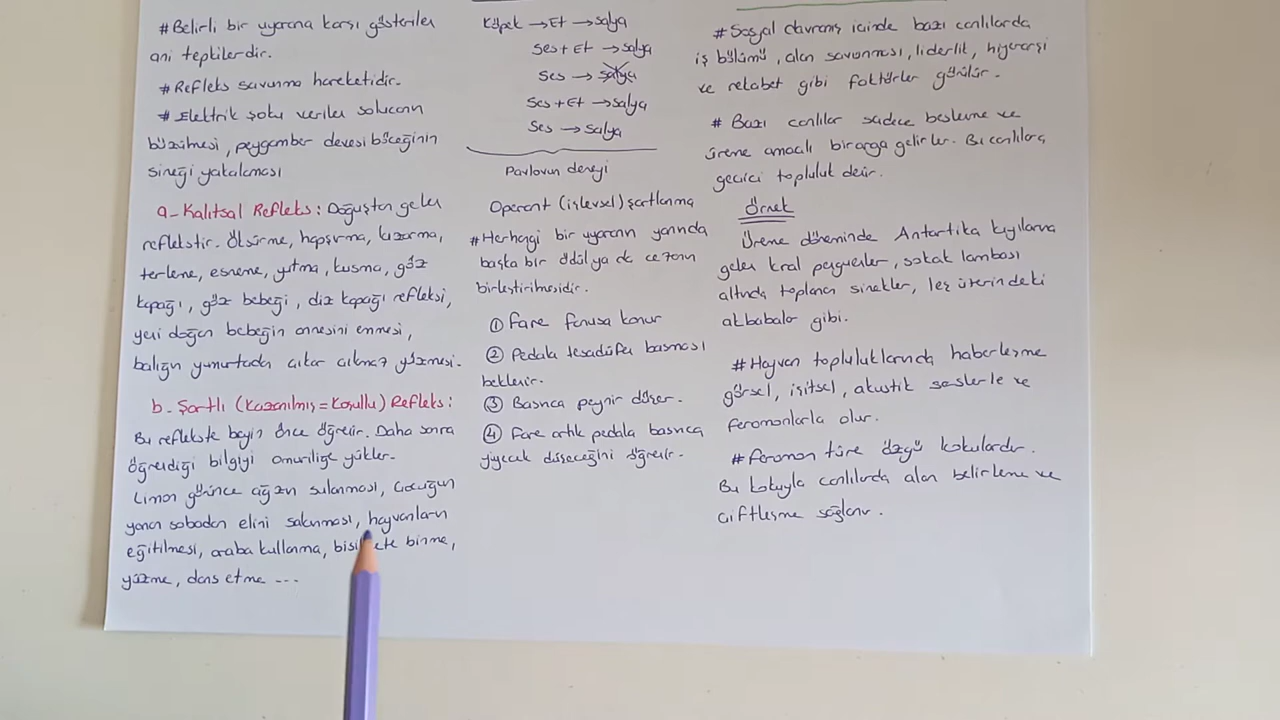 #Belirli bir uyarana karşı gösterilen
ani tepkilerdir.
#Refleks savunma hareketidir.
#Elektrik şoku verilen solucanın
büzülmesi, peygamber devesi böceğinin
sineği yakalaması
a- Kalıtsal Refleks: Doğuştan gelen
reflekstir. Öksürme, hapşırma, kızarma,
terleme, esneme, yutma, kusma, göz
kapağı, göz bebeği, diz kapağı refleksi,
yeni doğan bebeğin annesini emmesi,
balığın yumurtadan çıkar çıkmaz yüzmesi.
b- Şartlı (Kazanılmış=Koşullu) Refleks:
Bu reflekste beyin önce öğrenir. Daha sonra
öğrendiği bilgiyi omuriliğe yükler.
Limon görünce ağzın sulanması, çocuğun
yanan sobadan elini sakınması, hayvanların
eğitilmesi, araba kullanma, bisiklete binme,
yüzme, dans etme ---
Köpek → Et → salya
Ses + Et → salya
Ses → salya
Ses + Et → salya
Ses → salya
Pavlovun deneyi
Operant (işlevsel) şartlanma
#Herhangi bir uyaranın yanında
başka bir ödül ya da cezanın
birleştirilmesidir.
① Fare fanusa konur
② Pedala tesadüfen basması
beklenir.
③ Basınca peynir düşer.
④ Fare artık pedala basınca
yiyecek düşeceğini öğrenir.
#Sosyal davranış içinde bazı canlılarda
iş bölümü, alan savunması, liderlik, hiyerarşi
ve rekabet gibi faktörler görülür.
# Bazı canlılar sadece beslenme ve
üreme amaçlı bir araya gelirler. Bu canlılara
geçici topluluk denir.
Örnek
Üreme döneminde Antartika kıyılarına
gelen kral penguenler, sokak lambası
altında toplanan sinekler, leş üzerindeki
akbabalar gibi.
#Hayvan topluluklarında haberleşme
görsel, işitsel, akustik seslerle ve
feromonlarla olur.
#Feromon türe özgü kokulardır.
Bu kokuyla canlılarda alan belirleme ve
çiftleşme sağlanır.